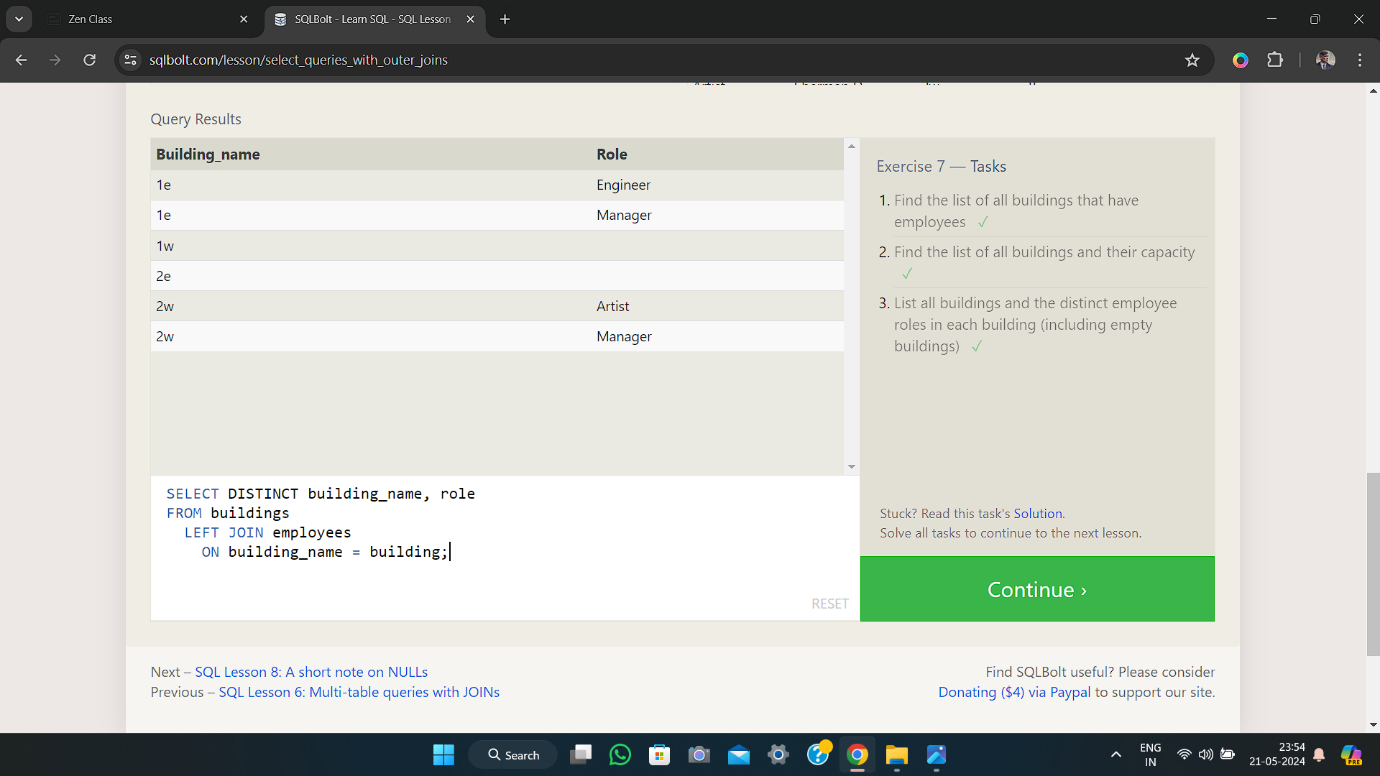 Zen Class
SQLBolt - Learn SQL - SQL Lesson
sqlbolt.com/lesson/select_queries_with_outer_joins
Query Results
Building_name Role
1e Engineer
1e Manager
1w
2e
2w Artist
2w Manager
Exercise 7 — Tasks
1. Find the list of all buildings that have
employees ✓
2. Find the list of all buildings and their capacity
✓
3. List all buildings and the distinct employee
roles in each building (including empty
buildings) ✓
Stuck? Read this task's Solution.
Solve all tasks to continue to the next lesson.
Continue ›
SELECT DISTINCT building_name, role
FROM buildings
LEFT JOIN employees
ON building_name = building;
RESET
Next – SQL Lesson 8: A short note on NULLs
Previous – SQL Lesson 6: Multi-table queries with JOINs
Find SQLBolt useful? Please consider
Donating ($4) via Paypal to support our site.
Search
ENG
IN
23:54
21-05-2024
PRE